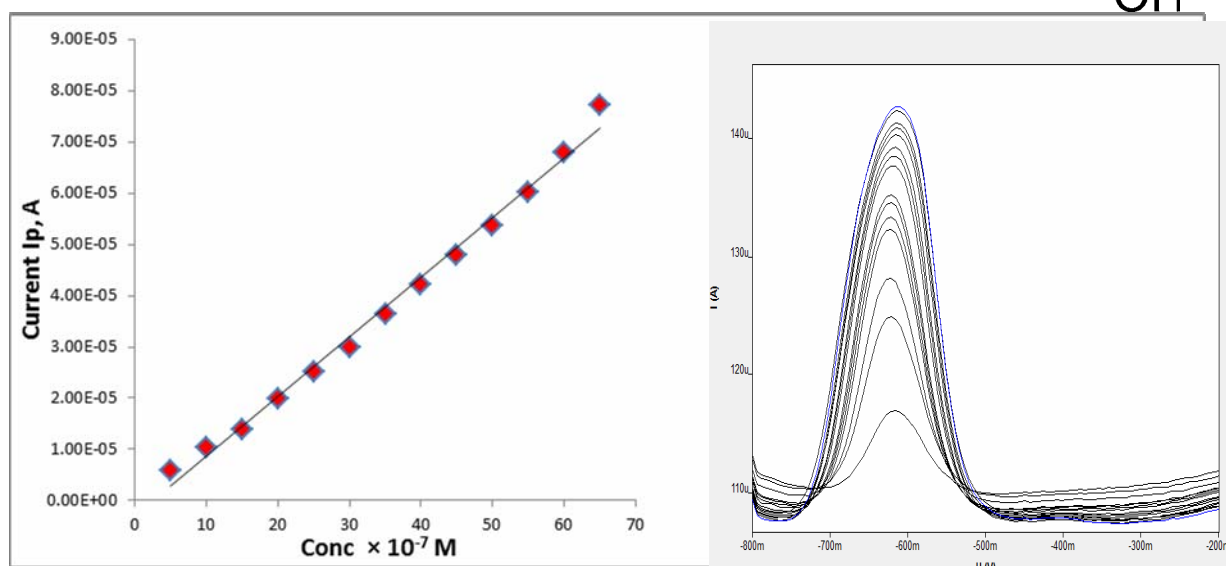 OH
9.00E-05
8.00E-05
7.00E-05
6.00E-05
5.00E-05
4.00E-05
3.00E-05
2.00E-05
1.00E-05
0.00E+00
Current Ip, A
0 10 20 30 40 50 60 70
Conc × 10⁻⁷ M
140u
130u
120u
110u
I (A)
-800m -700m -600m -500m -400m -300m -200m